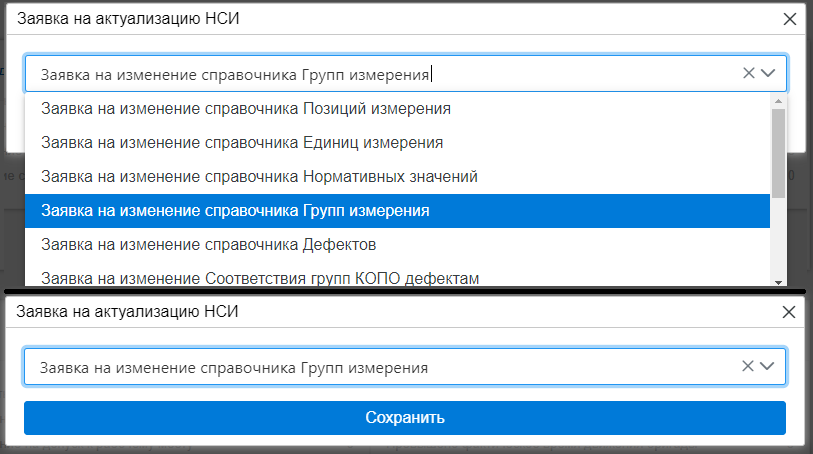 Заявка на актуализацию НСИ
Заявка на изменение справочника Групп измерения
Заявка на изменение справочника Позиций измерения
Заявка на изменение справочника Единиц измерения
Заявка на изменение справочника Нормативных значений
Заявка на изменение справочника Групп измерения
Заявка на изменение справочника Дефектов
Заявка на изменение Соответствия групп КОПО дефектам
Заявка на актуализацию НСИ
Заявка на изменение справочника Групп измерения
Сохранить